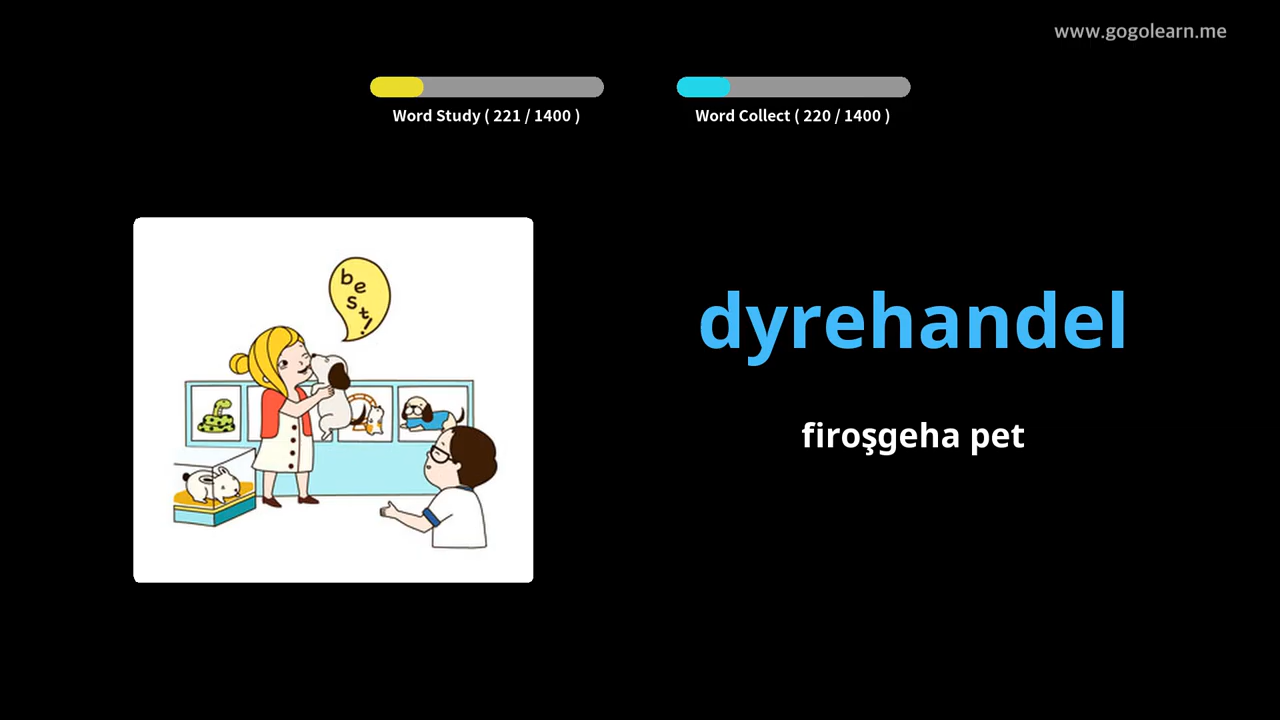 www.gogolearn.me
Word Study ( 221 / 1400 )
Word Collect ( 220 / 1400 )
best!
dyrehandel
firoşgeha pet